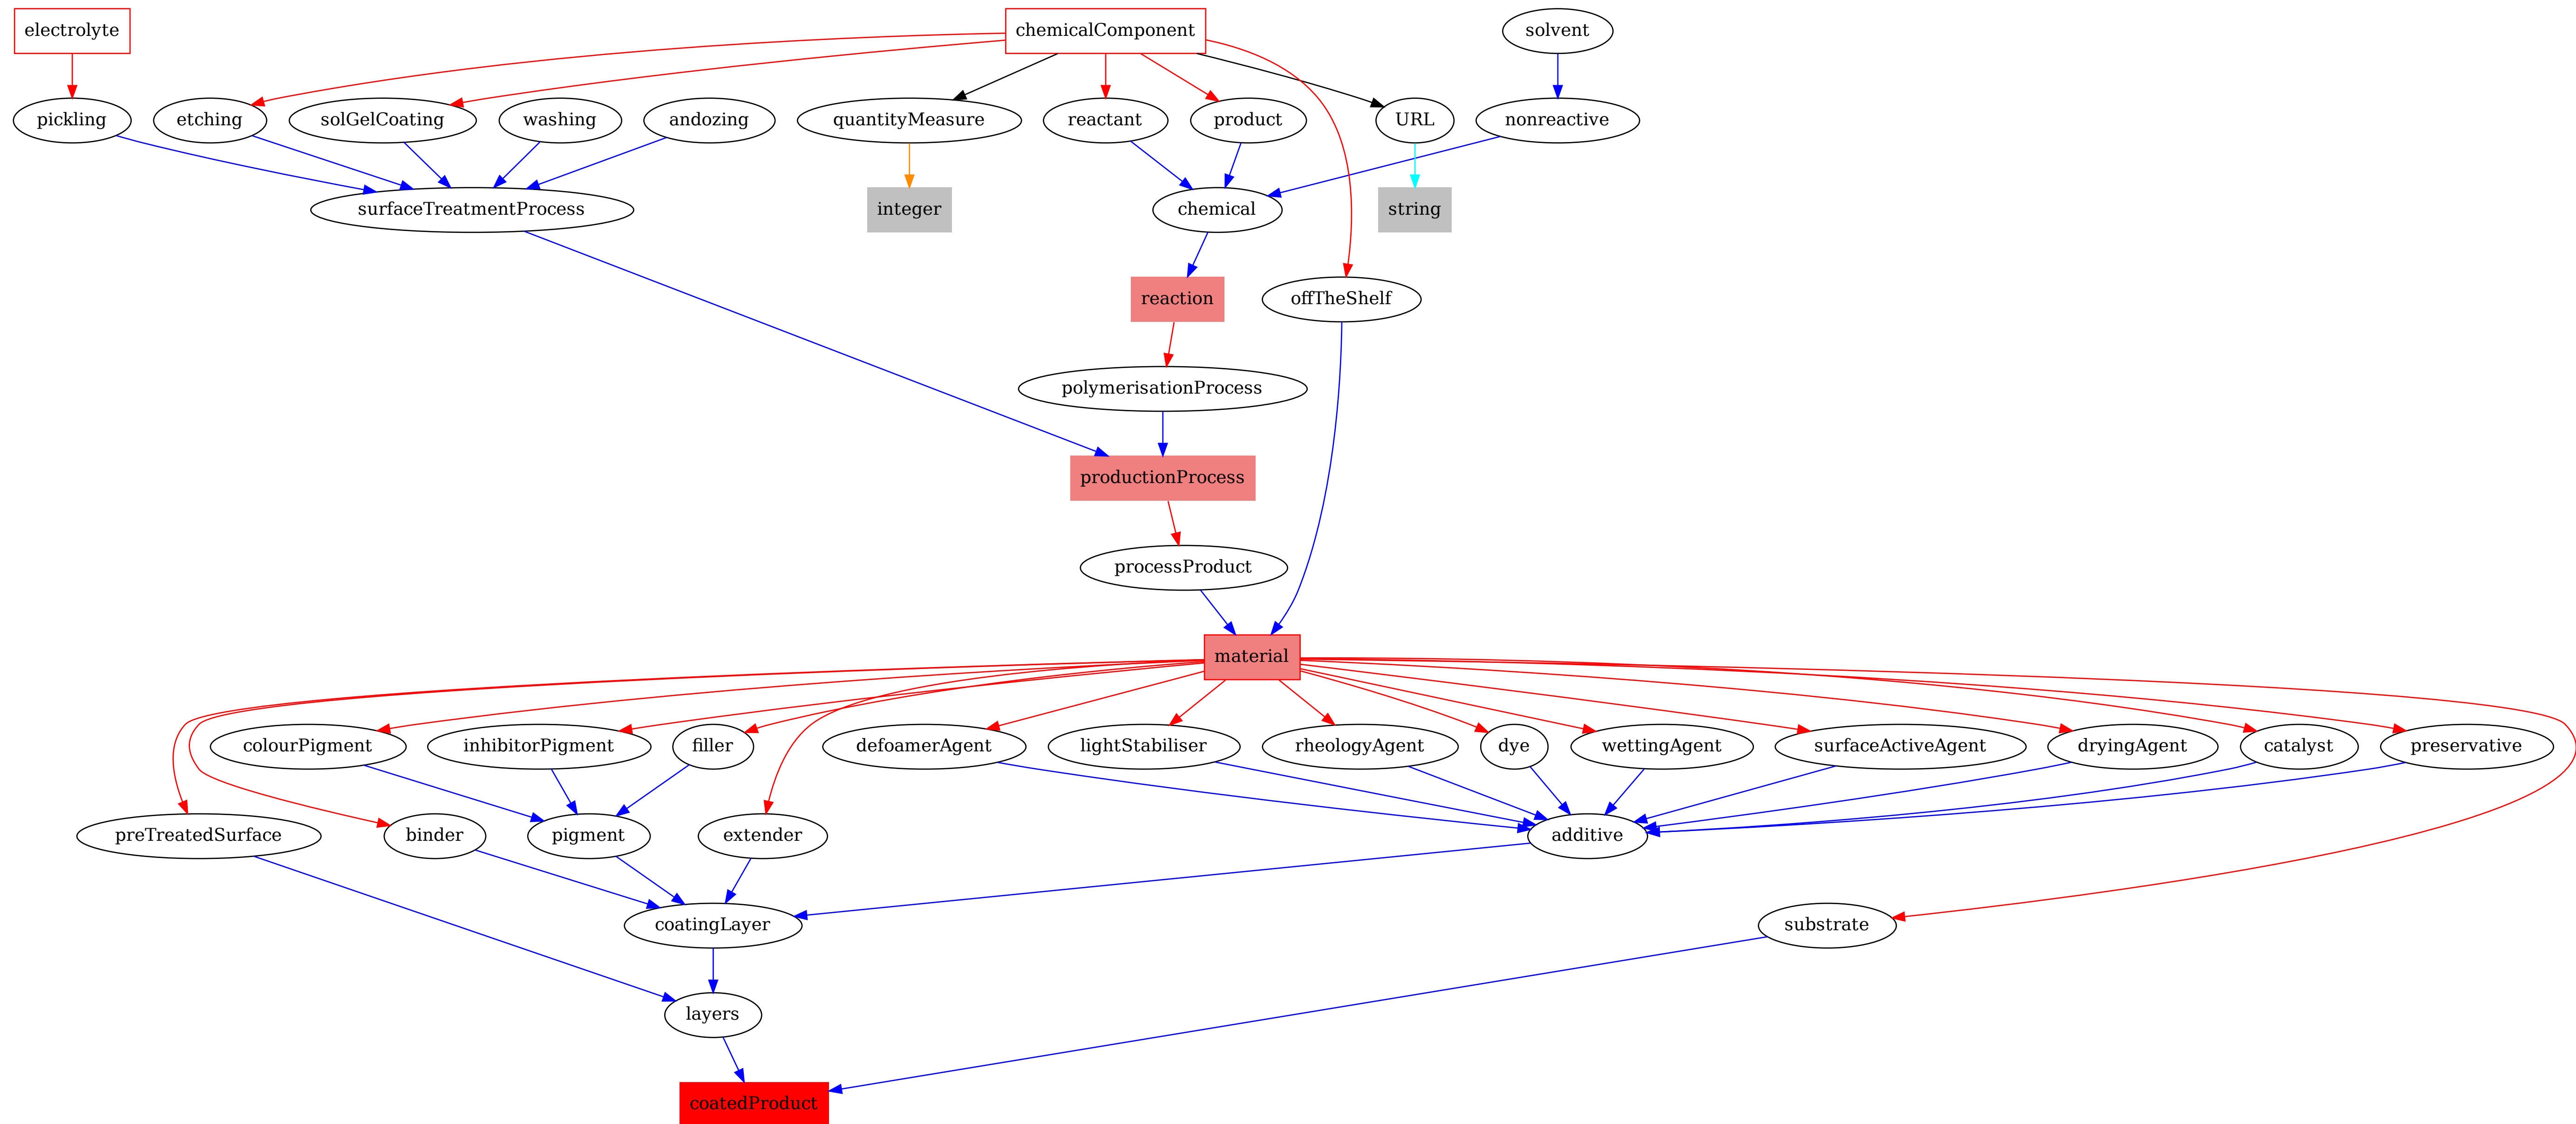 electrolyte
chemicalComponent
solvent
pickling
etching
solGelCoating
washing
andozing
quantityMeasure
reactant
product
URL
nonreactive
surfaceTreatmentProcess
integer
chemical
string
reaction
offTheShelf
polymerisationProcess
productionProcess
processProduct
material
colourPigment
inhibitorPigment
filler
defoamerAgent
lightStabiliser
rheologyAgent
dye
wettingAgent
surfaceActiveAgent
dryingAgent
catalyst
preservative
preTreatedSurface
binder
pigment
extender
additive
coatingLayer
substrate
layers
coatedProduct